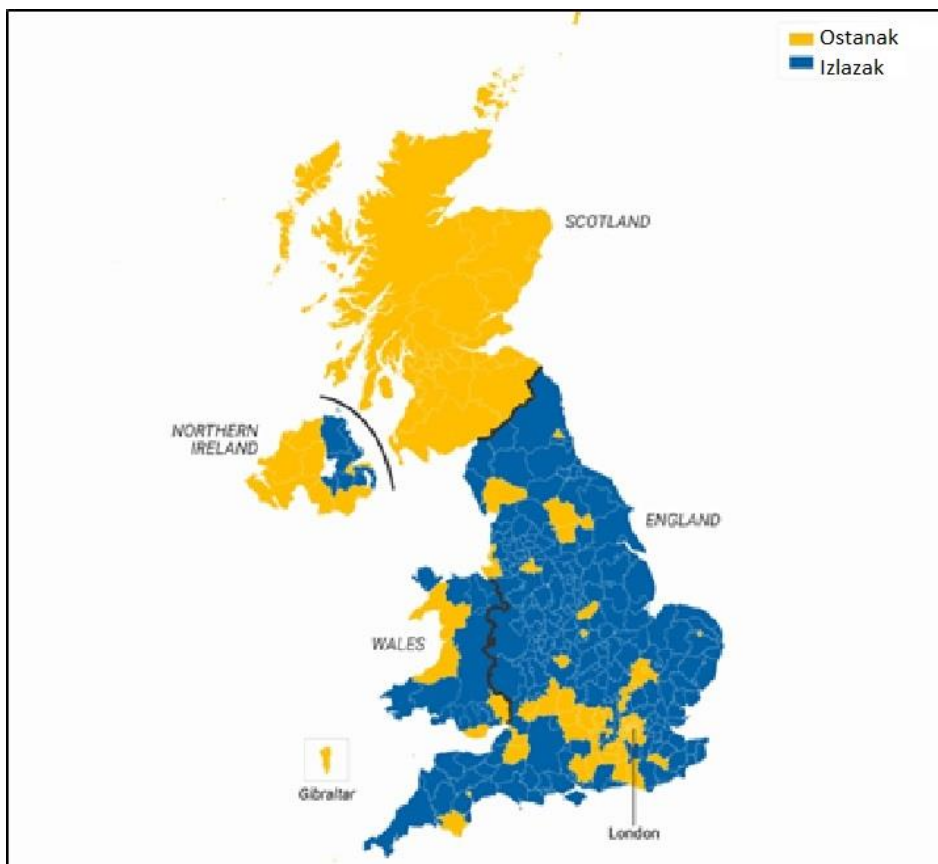 Ostanak
Izlazak
SCOTLAND
NORTHERN
IRELAND
ENGLAND
WALES
Gibraltar
London